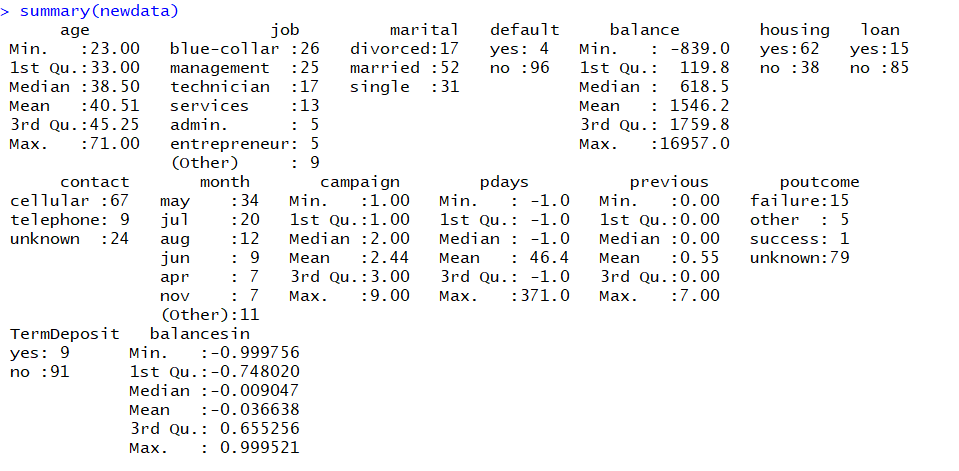 > summary(newdata)
      age                    job          marital      default      balance         housing   loan
 Min.   :23.00   blue-collar :26   divorced:17   yes: 4   Min.   : -839.0   yes:62   yes:15
 1st Qu.:33.00   management  :25   married :52   no :96   1st Qu.:  119.8   no :38   no :85
 Median :38.50   technician  :17   single  :31            Median :  618.5
 Mean   :40.51   services    :13                          Mean   : 1546.2
 3rd Qu.:45.25   admin.      : 5                          3rd Qu.: 1759.8
 Max.   :71.00   entrepreneur: 5                          Max.   :16957.0
                 (Other)     : 9
      contact       month       campaign        pdays          previous       poutcome
 cellular :67   may    :34   Min.   :1.00   Min.   : -1.0   Min.   :0.00   failure:15
 telephone: 9   jul    :20   1st Qu.:1.00   1st Qu.: -1.0   1st Qu.:0.00   other  : 5
 unknown  :24   aug    :12   Median :2.00   Median : -1.0   Median :0.00   success: 1
                jun    : 9   Mean   :2.44   Mean   : 46.4   Mean   :0.55   unknown:79
                apr    : 7   3rd Qu.:3.00   3rd Qu.: -1.0   3rd Qu.:0.00
                nov    : 7   Max.   :9.00   Max.   :371.0   Max.   :7.00
                (Other):11
 TermDeposit   balancesin
 yes: 9      Min.   :-0.999756
 no :91      1st Qu.:-0.748020
             Median :-0.009047
             Mean   :-0.036638
             3rd Qu.: 0.655256
             Max.   : 0.999521